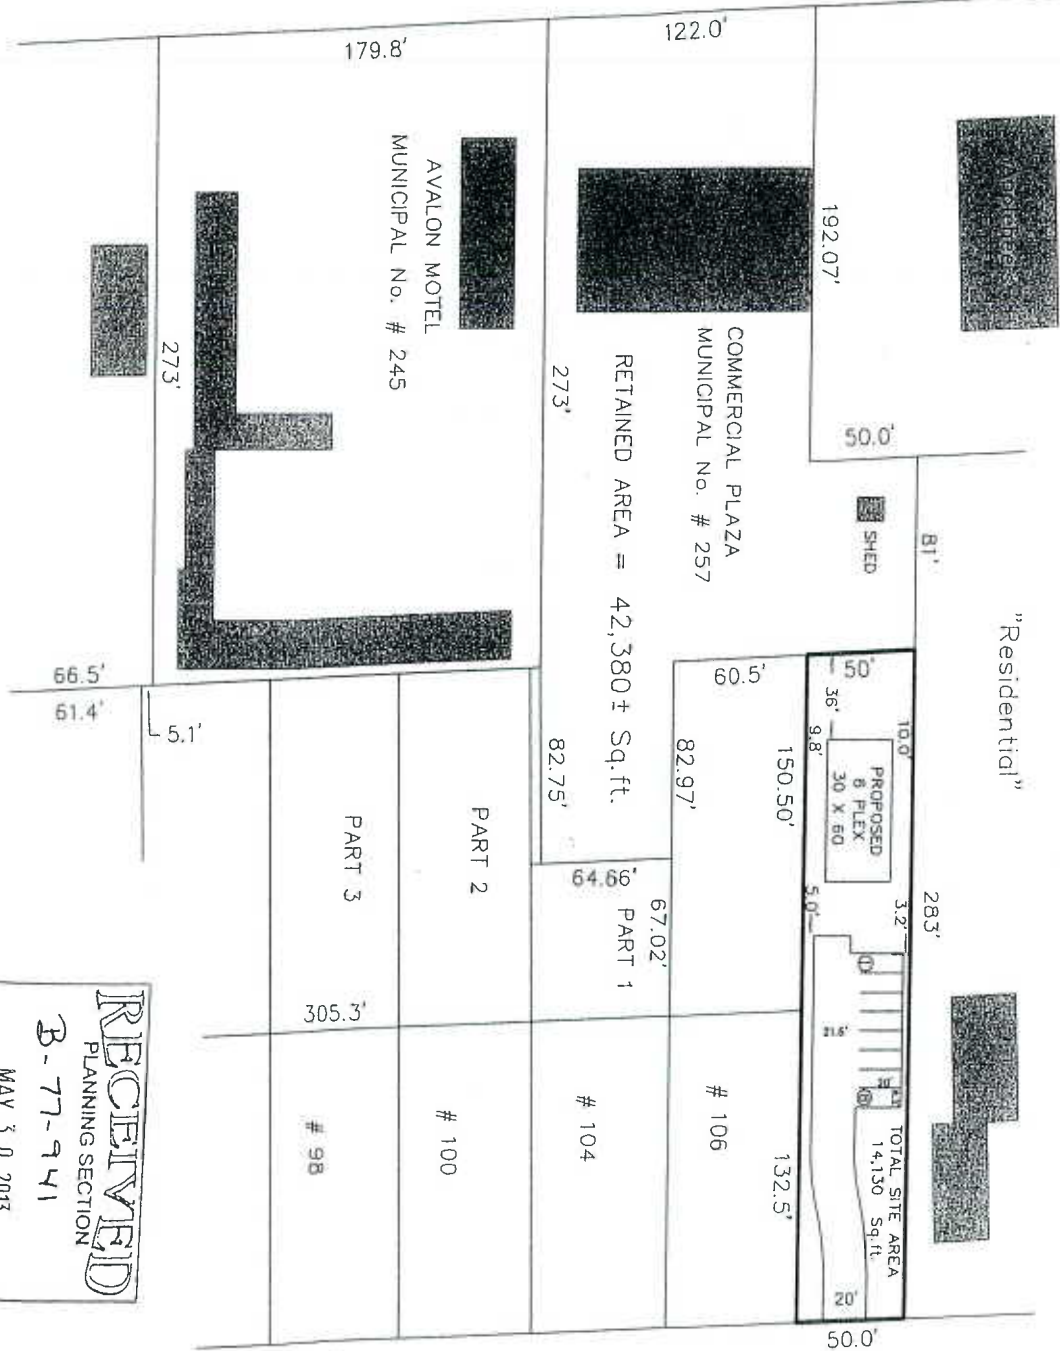 179.8'
122.0'
192.07'
AVALON MOTEL
MUNICIPAL No. # 245
COMMERCIAL PLAZA
MUNICIPAL No. # 257
RETAINED AREA = 42,380± Sq.ft.
273'
273'
50.0'
SHED
81'
"Residential"
66.5'
61.4'
5.1'
60.5'
50'
36'
9.8'
10.0'
PROPOSED
6 PLEX
30 X 60
82.75'
82.97'
150.50'
283'
3.2'
5.0'
64.66'
67.02'
PART 1
PART 2
PART 3
305.3'
21.6'
20'
TOTAL SITE AREA
14,130 Sq.ft.
# 106
# 104
# 100
# 98
132.5'
20'
50.0'
RECEIVED
PLANNING SECTION
B-77-941
MAY 30 2013